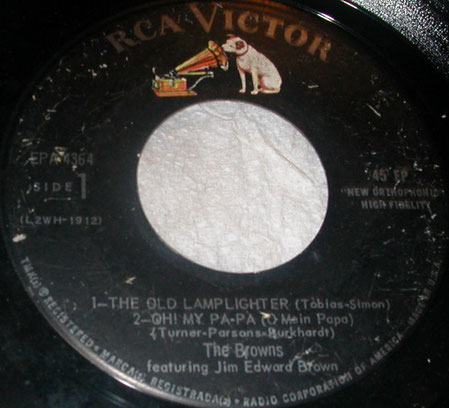 RCA VICTOR
EPA-4364
SIDE 1
(L2WH-1912)
45 EP
"NEW ORTHOPHONIC"
HIGH FIDELITY
1—THE OLD LAMPLIGHTER (Tobias-Simon)
2—OH! MY PA-PA (O Mein Papa)
(Turner-Parsons-Burkhardt)
The Browns
featuring Jim Edward Brown
TMK(s) ® REGISTERED • MARCA(s) REGISTRADA(s) • RADIO CORPORATION OF AMERICA